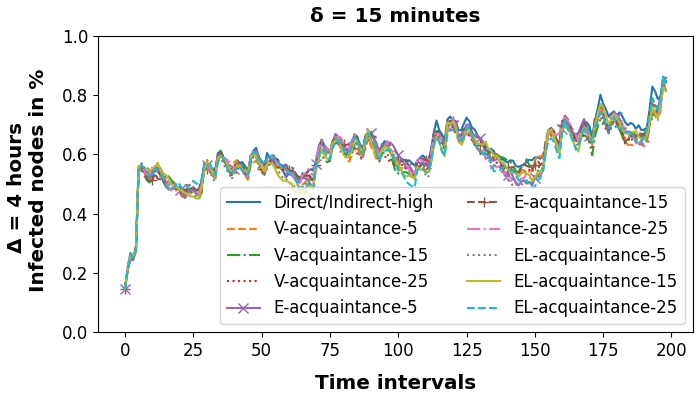 δ = 15 minutes
Δ = 4 hours
Infected nodes in %
1.0
0.8
0.6
0.4
0.2
0.0
Direct/Indirect-high
V-acquaintance-5
V-acquaintance-15
V-acquaintance-25
E-acquaintance-5
E-acquaintance-15
E-acquaintance-25
EL-acquaintance-5
EL-acquaintance-15
EL-acquaintance-25
0 25 50 75 100 125 150 175 200
Time intervals